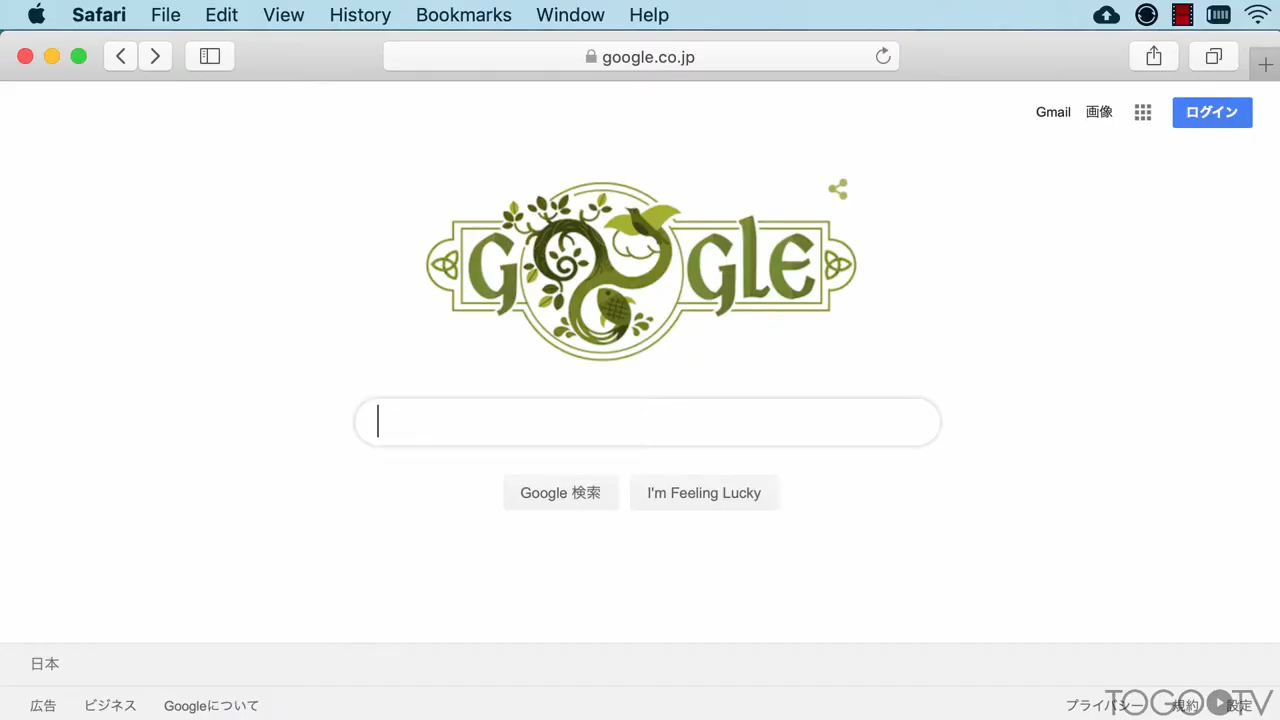 Safari File Edit View History Bookmarks Window Help
google.co.jp
Gmail 画像 ログイン
GOOGLE
Google 検索 I'm Feeling Lucky
日本
広告 ビジネス Googleについて プライバシー 規約 設定
TOGO TV